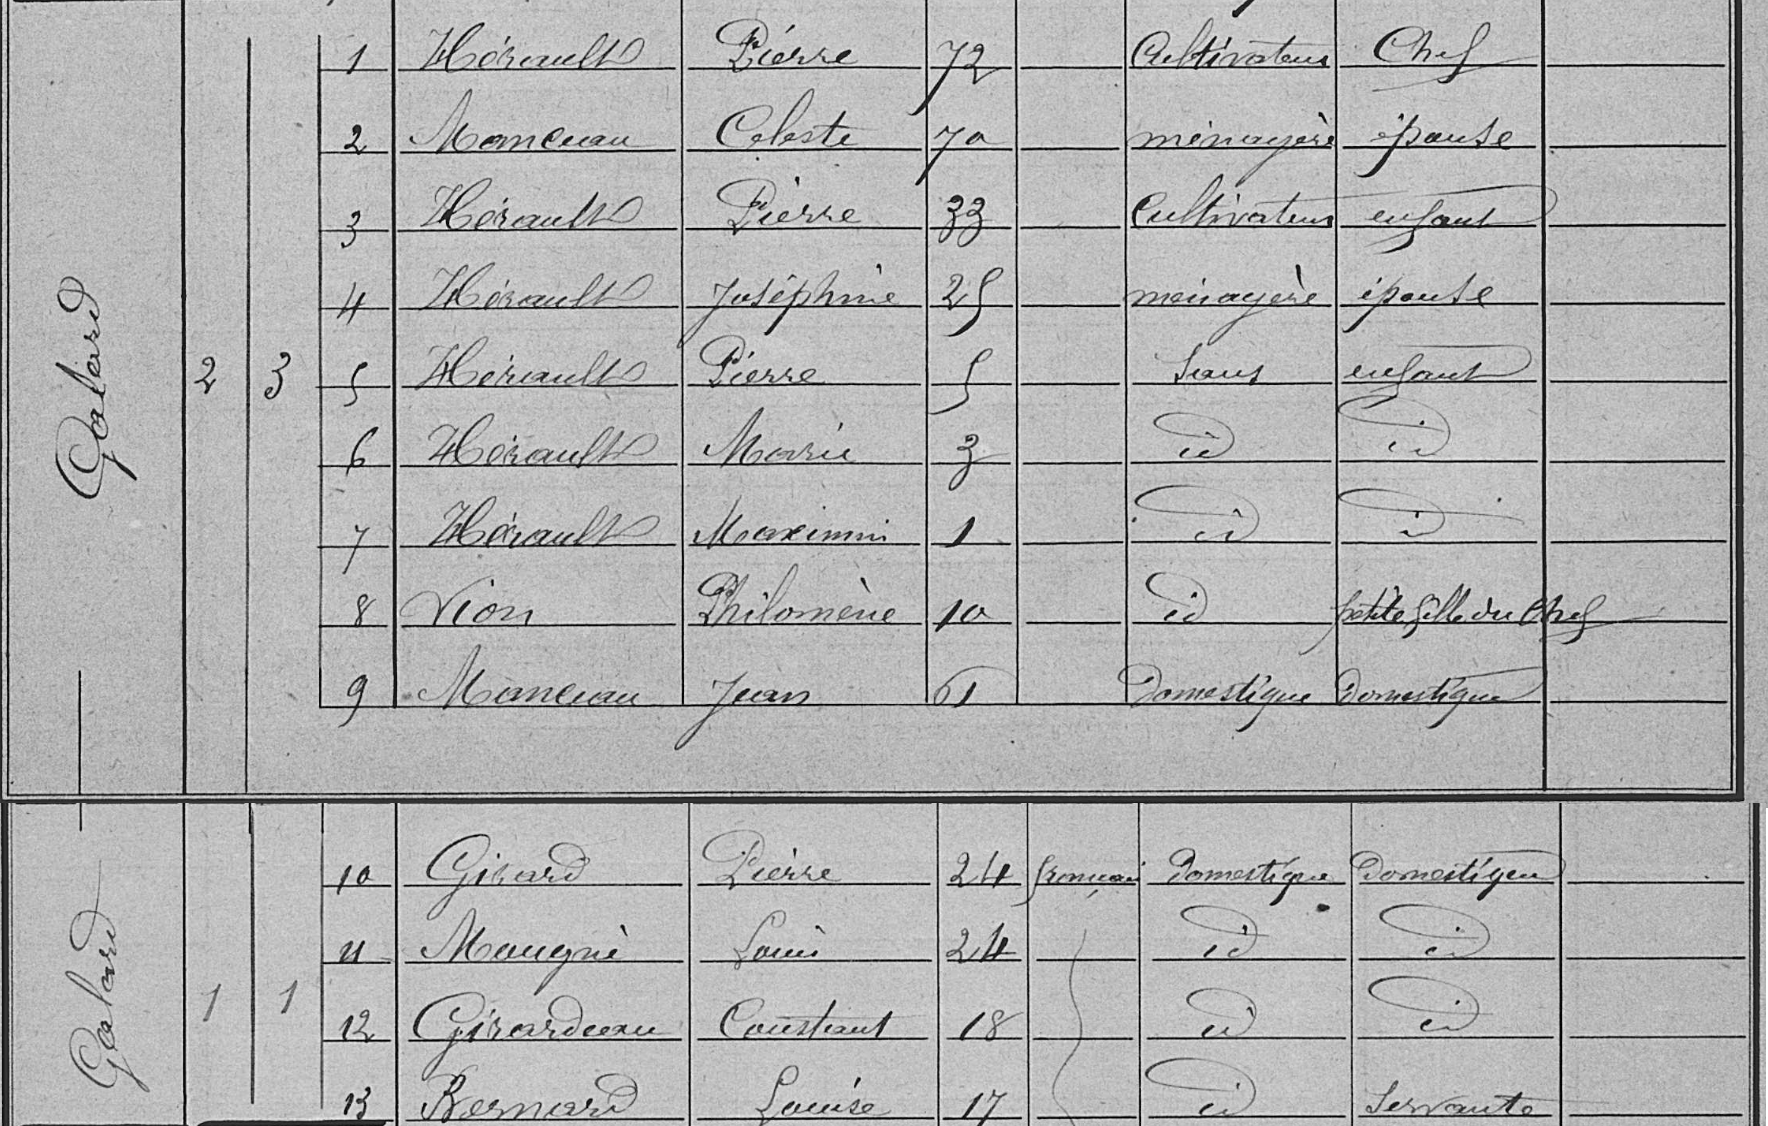 1 Hérault Pierre 72 Cultivateur Chef
2 Manceau Celeste 70 ménagère épouse
3 Hérault Pierre 33 Cultivateur enfant
4 Hérault Joséphine 25 ménagère épouse
Galard 2 3 5 Hérault Pierre 5 Sans enfant
6 Hérault Marie 3 id id
7 Hérault Maximin 1 id id
8 Vion Philomène 10 id petite fille du Chef
9 Manceau Jean 61 Domestique Domestique
10 Girard Pierre 24 français Domestique Domestique
11 Maugné Louis 24 id id
Galard 1 1 12 Girardeau Constant 18 id id
13 Bernard Louise 17 id Servante